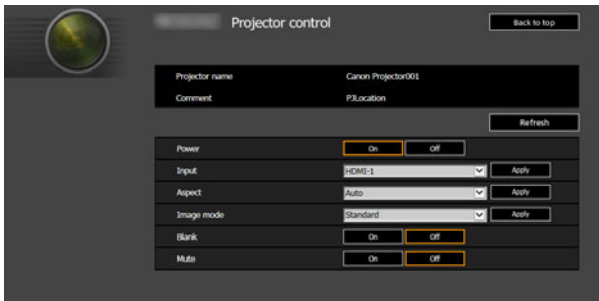 Projector control
Back to top
Projector name Canon Projector001
Comment PJLocation
Refresh
Power On Off
Input HDMI-1 Apply
Aspect Auto Apply
Image mode Standard Apply
Blank On Off
Mute On Off